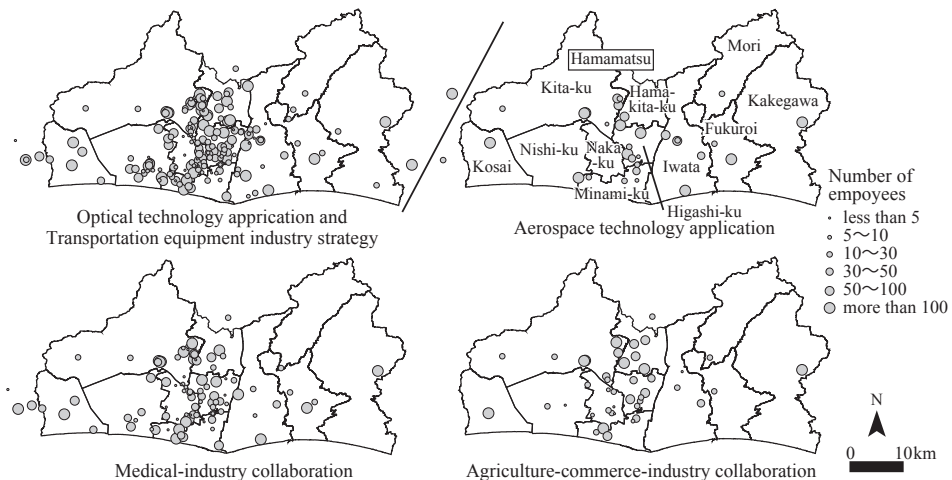 Hamamatsu
Mori
Kita-ku
Hama-
kita-ku
Kakegawa
Fukuroi
Nishi-ku
Naka
-ku
Kosai
Iwata
Minami-ku
Higashi-ku
Optical technology apprication and
Transportation equipment industry strategy
Aerospace technology application
Number of
empoyees
less than 5
5～10
10～30
30～50
50～100
more than 100
Medical-industry collaboration
Agriculture-commerce-industry collaboration
N
0 10km